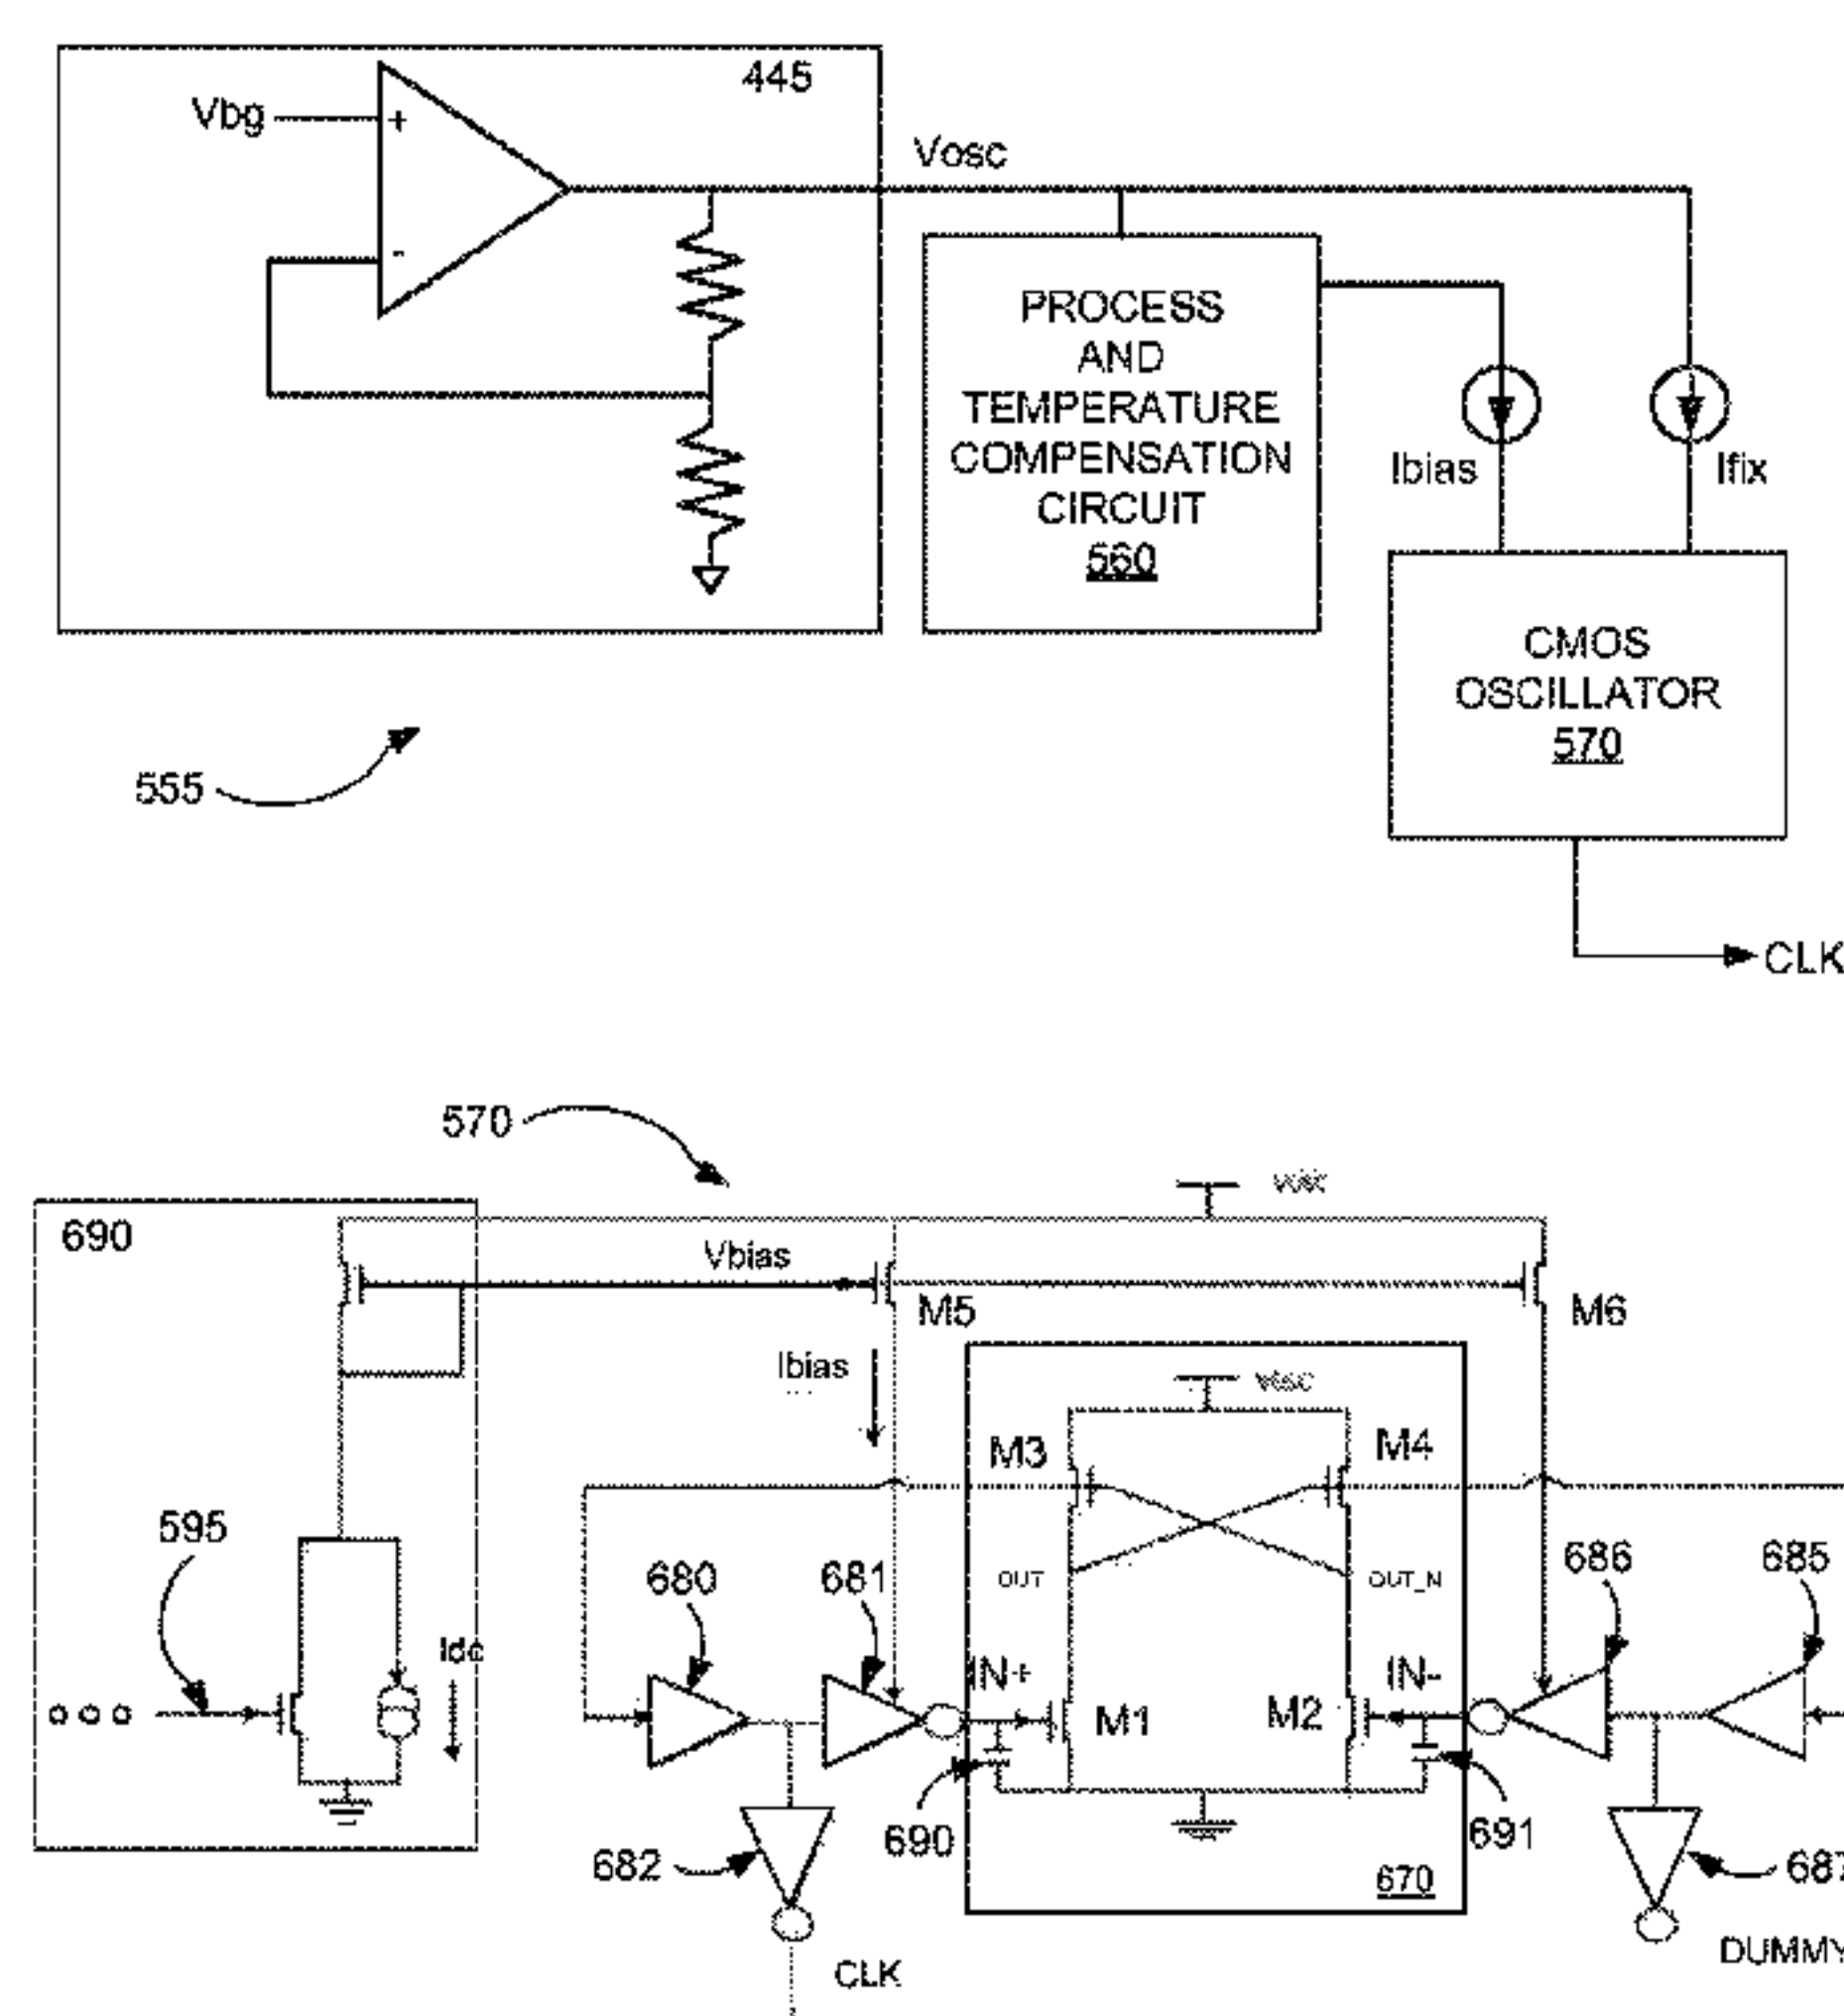 445
Vbg
+
-
Vosc
PROCESS
AND
TEMPERATURE
COMPENSATION
CIRCUIT
560
Ibias
Ifix
CMOS
OSCILLATOR
570
555
CLK
570
690
Vbias
M5
M6
Ibias
M3
M4
595
680
681
OUT
OUT_N
686
685
Idc
IN+
IN-
M1
M2
682
690
691
687
670
CLK
DUMMY